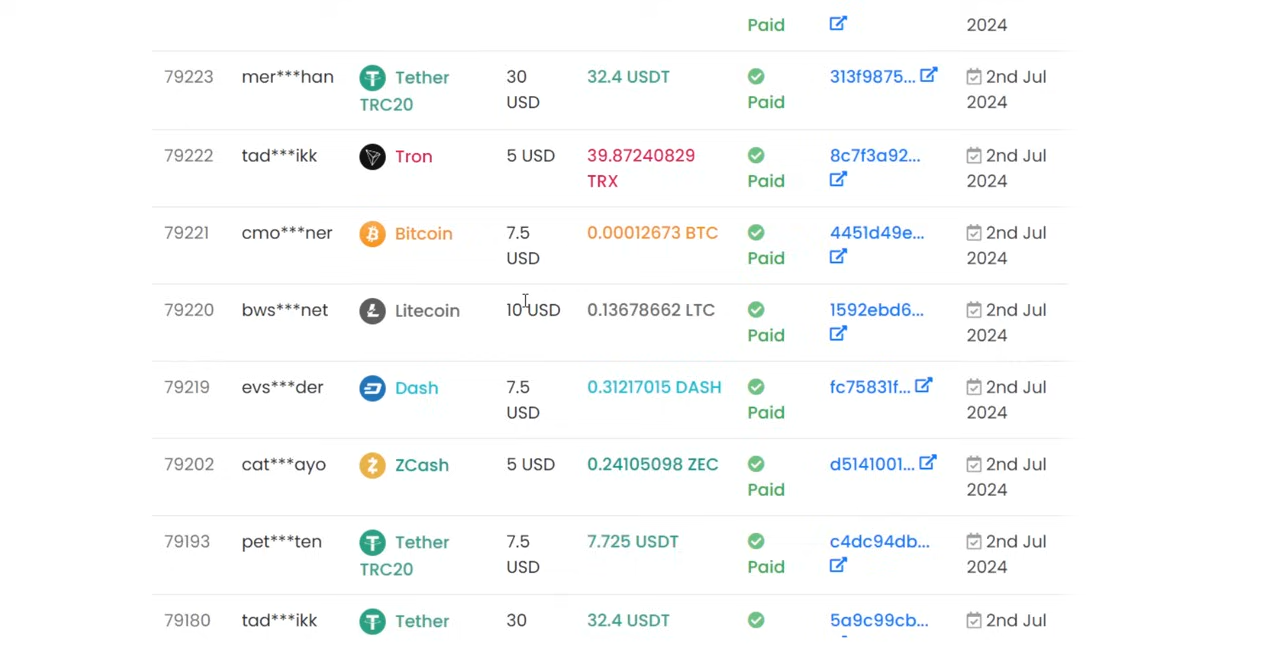 Paid 2024
79223 mer***han Tether 30 32.4 USDT 313f9875... 2nd Jul
TRC20 USD Paid 2024
79222 tad***ikk Tron 5 USD 39.87240829 8c7f3a92... 2nd Jul
TRX Paid 2024
79221 cmo***ner Bitcoin 7.5 0.00012673 BTC 4451d49e... 2nd Jul
USD Paid 2024
79220 bws***net Litecoin 10 USD 0.13678662 LTC 1592ebd6... 2nd Jul
Paid 2024
79219 evs***der Dash 7.5 0.31217015 DASH fc75831f... 2nd Jul
USD Paid 2024
79202 cat***ayo ZCash 5 USD 0.24105098 ZEC d5141001... 2nd Jul
Paid 2024
79193 pet***ten Tether 7.5 7.725 USDT c4dc94db... 2nd Jul
TRC20 USD Paid 2024
79180 tad***ikk Tether 30 32.4 USDT 5a9c99cb... 2nd Jul